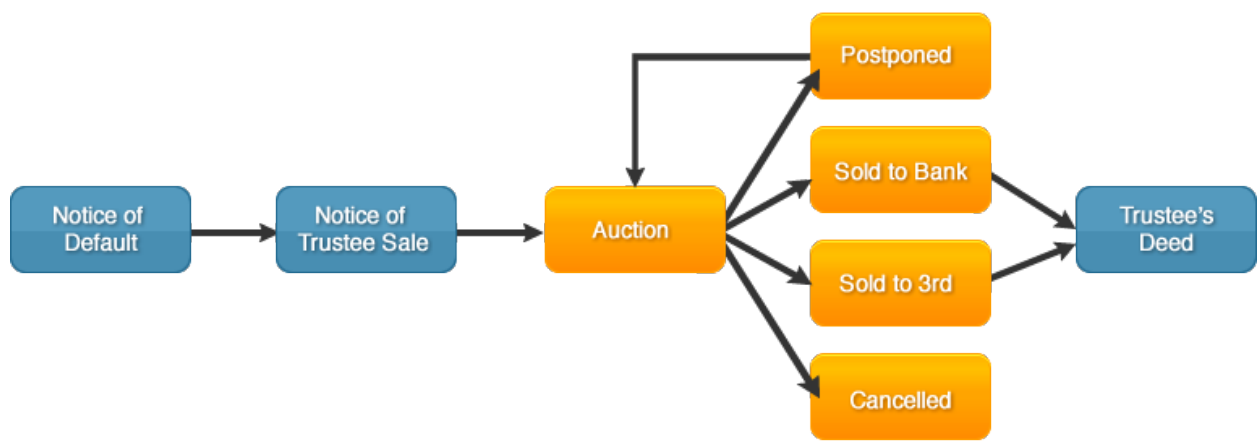 Notice of
Default
Notice of
Trustee Sale
Auction
Postponed
Sold to Bank
Sold to 3rd
Cancelled
Trustee's
Deed